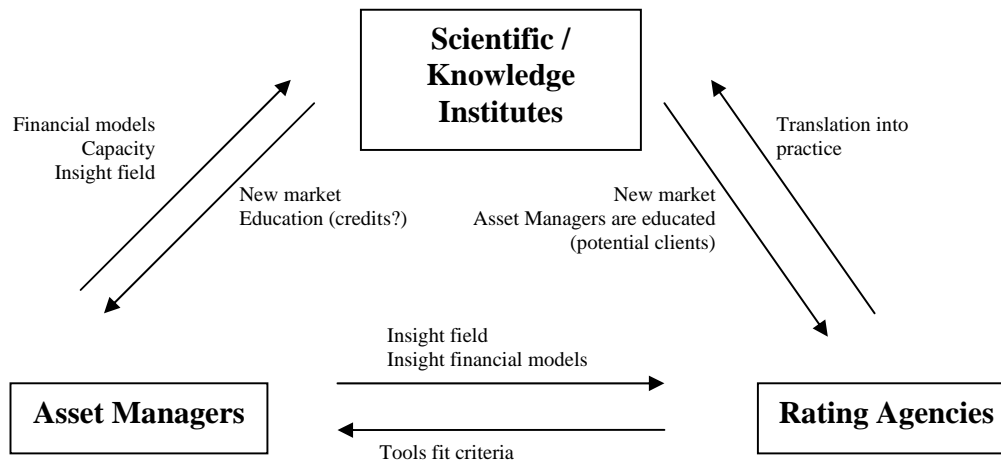 Scientific /
Knowledge
Institutes
Financial models
Capacity
Insight field
Translation into
practice
New market
Education (credits?)
New market
Asset Managers are educated
(potential clients)
Insight field
Insight financial models
Asset Managers
Rating Agencies
Tools fit criteria